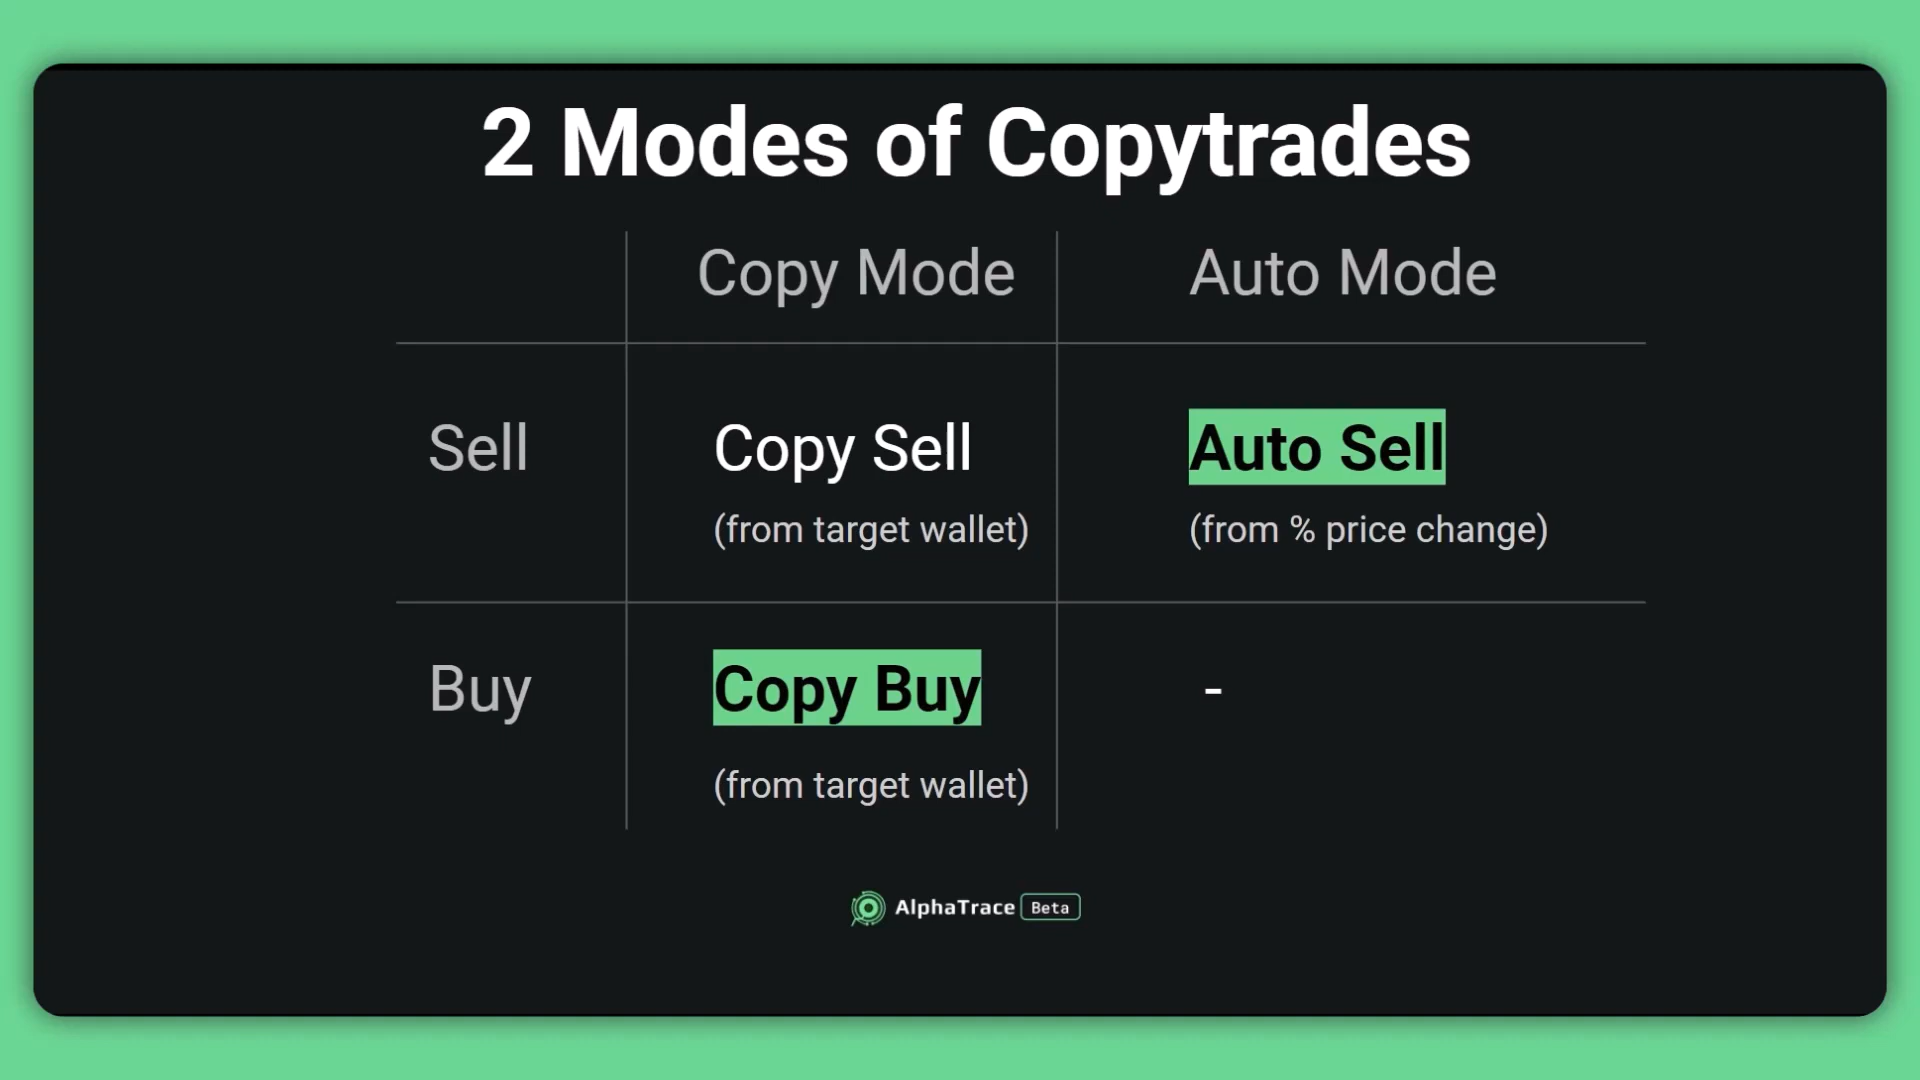 2 Modes of Copytrades
Copy Mode
Auto Mode
Sell
Copy Sell
Auto Sell
(from target wallet)
(from % price change)
Buy
Copy Buy
-
(from target wallet)
AlphaTrace Beta